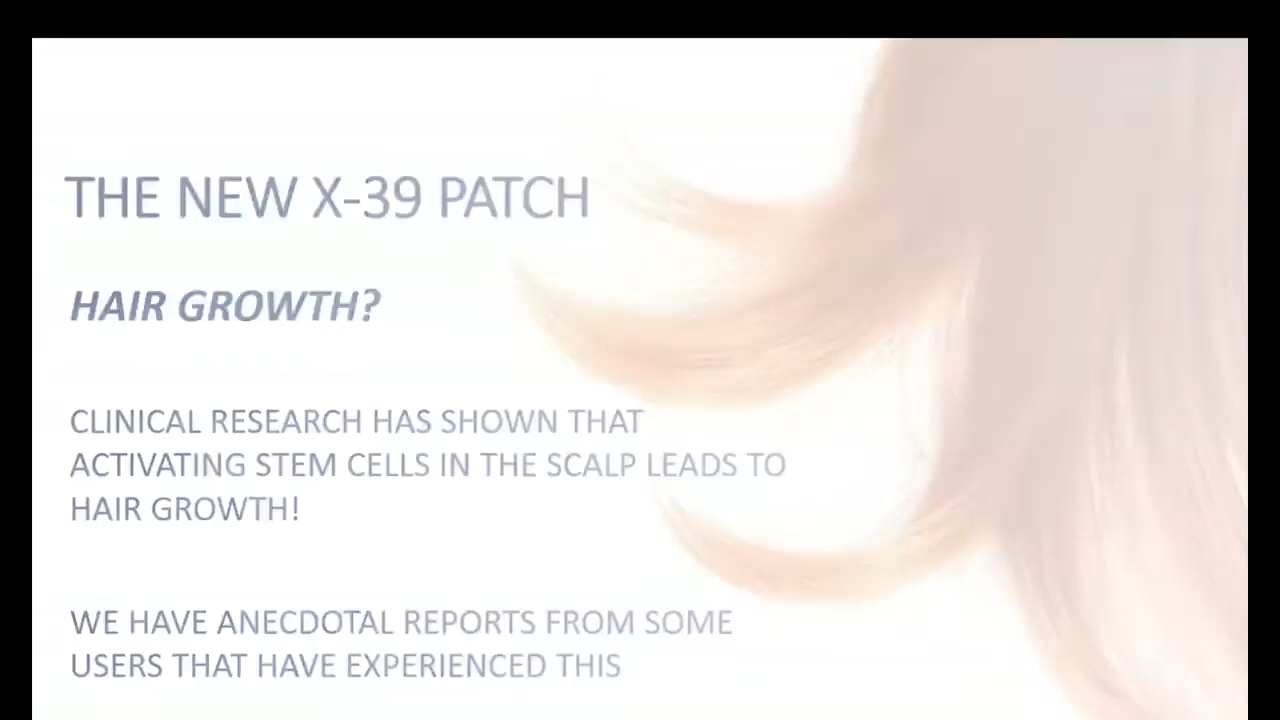 THE NEW X-39 PATCH
HAIR GROWTH?
CLINICAL RESEARCH HAS SHOWN THAT
ACTIVATING STEM CELLS IN THE SCALP LEADS TO
HAIR GROWTH!
WE HAVE ANECDOTAL REPORTS FROM SOME
USERS THAT HAVE EXPERIENCED THIS